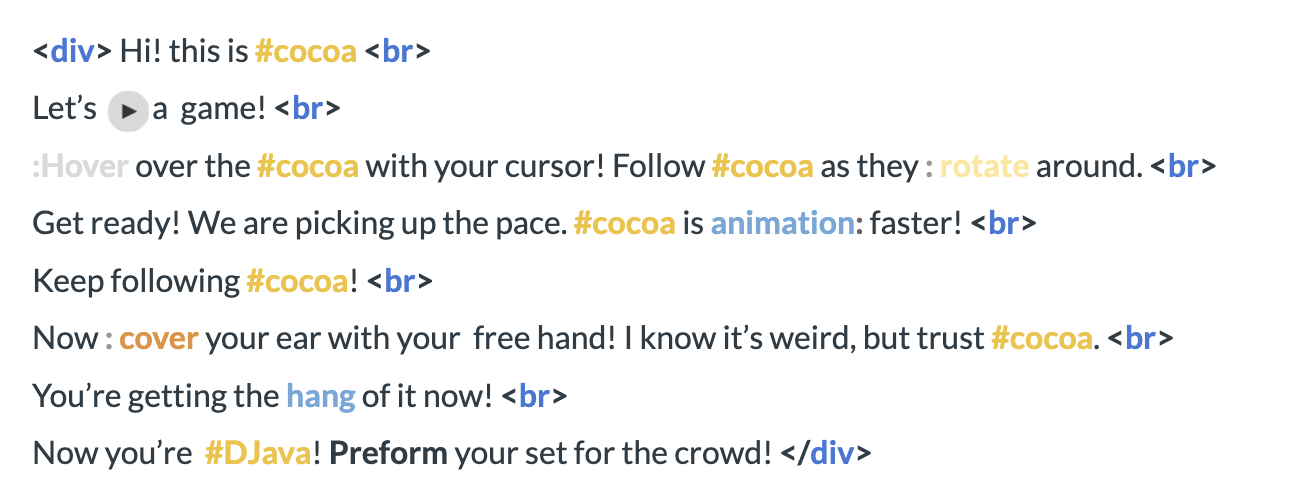 <div> Hi! this is #cocoa <br>
Let’s ▶ a game! <br>
:Hover over the #cocoa with your cursor! Follow #cocoa as they : rotate around. <br>
Get ready! We are picking up the pace. #cocoa is animation: faster! <br>
Keep following #cocoa! <br>
Now : cover your ear with your free hand! I know it’s weird, but trust #cocoa. <br>
You’re getting the hang of it now! <br>
Now you’re #DJava! Preform your set for the crowd! </div>